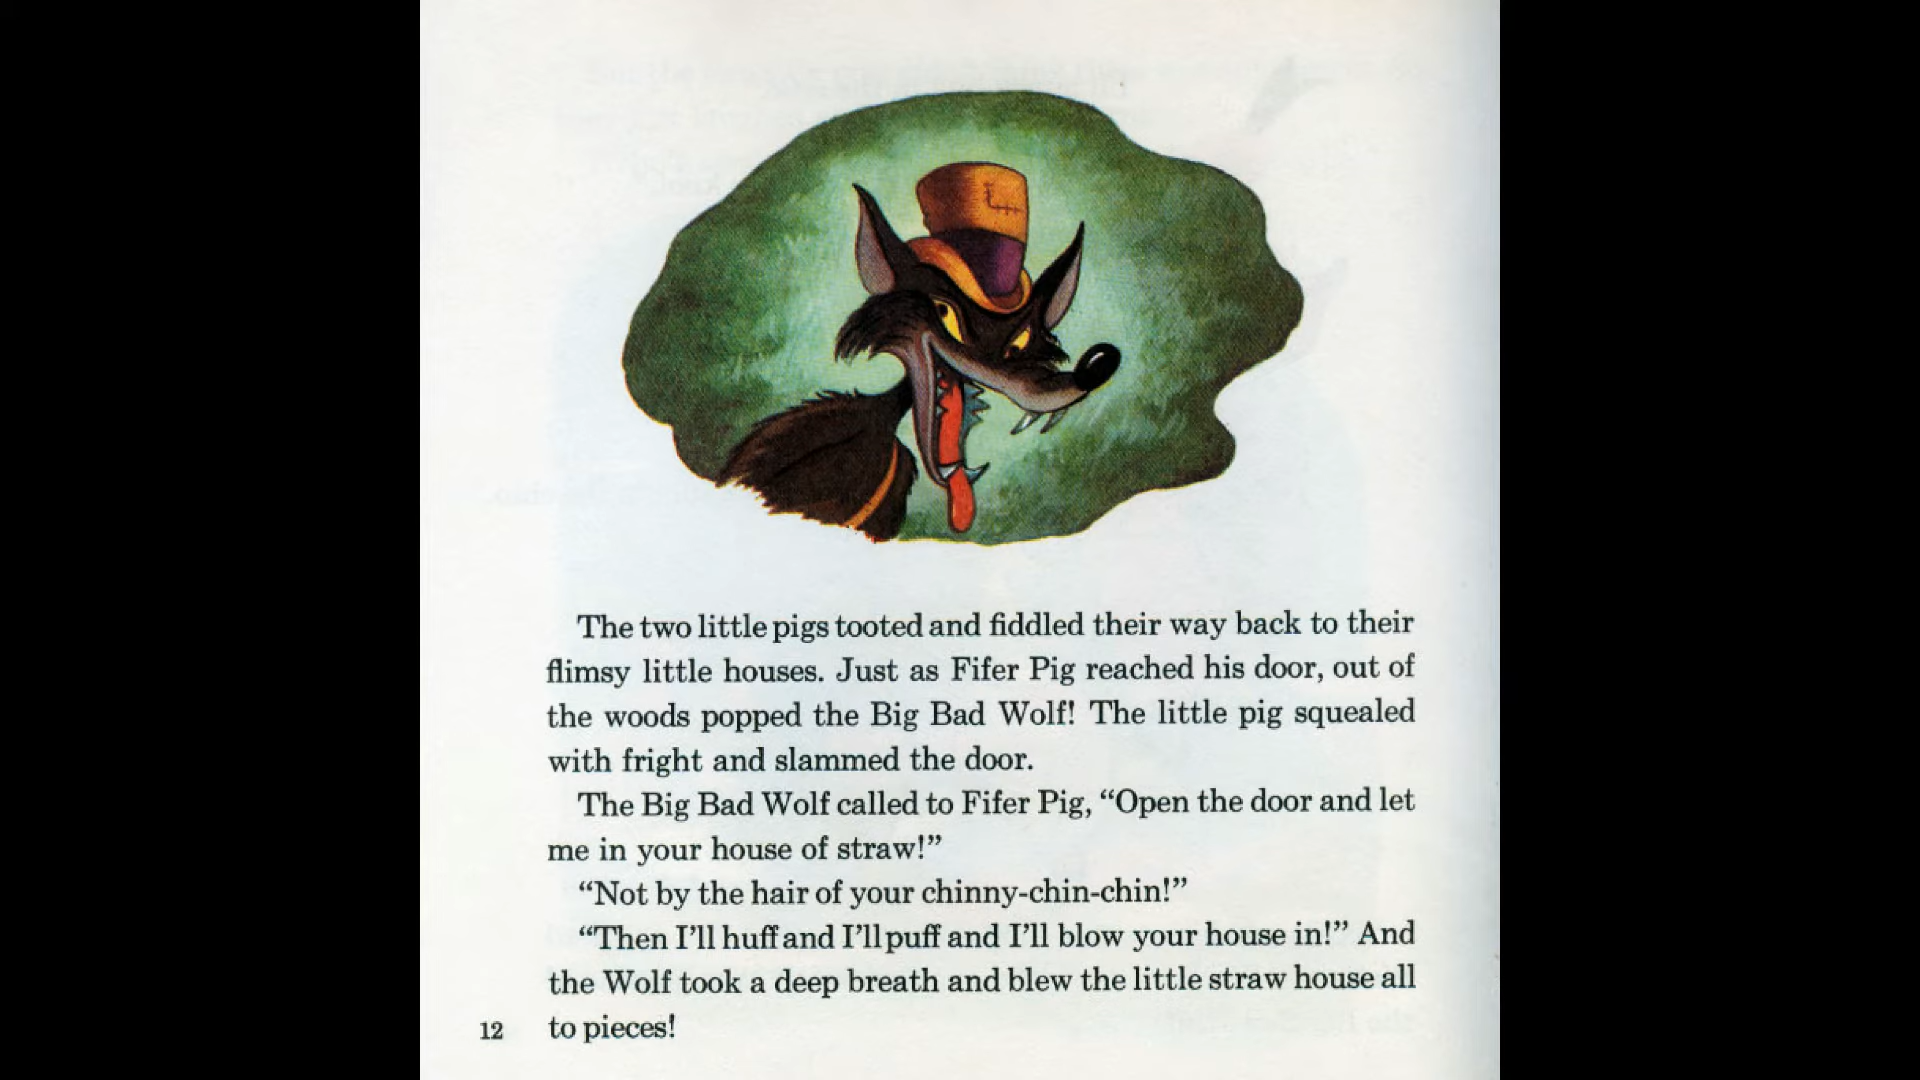 The two little pigs tooted and fiddled their way back to their
flimsy little houses. Just as Fifer Pig reached his door, out of
the woods popped the Big Bad Wolf! The little pig squealed
with fright and slammed the door.
The Big Bad Wolf called to Fifer Pig, “Open the door and let
me in your house of straw!”
“Not by the hair of your chinny-chin-chin!”
“Then I’ll huff and I’ll puff and I’ll blow your house in!” And
the Wolf took a deep breath and blew the little straw house all
12 to pieces!